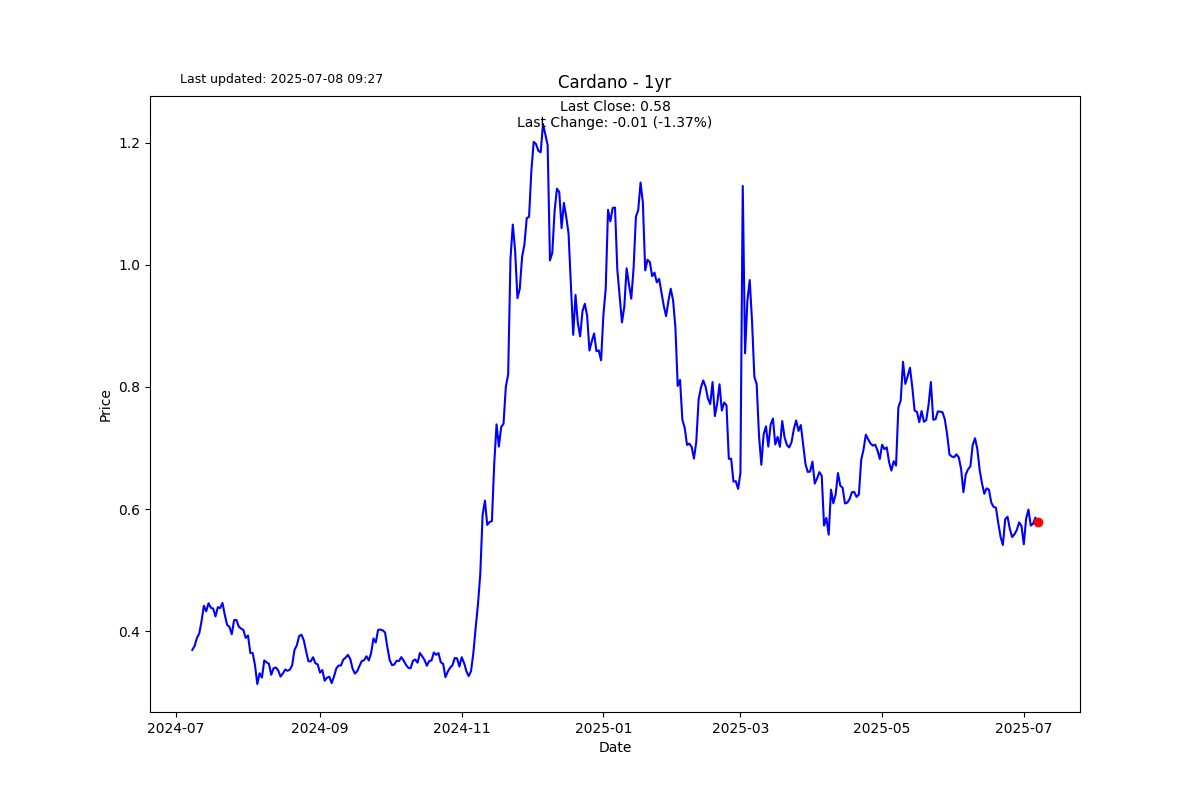 Last updated: 2025-07-08 09:27
Cardano - 1yr
Last Close: 0.58
Last Change: -0.01 (-1.37%)
1.2
1.0
0.8
0.6
0.4
Price
2024-07
2024-09
2024-11
2025-01
2025-03
2025-05
2025-07
Date